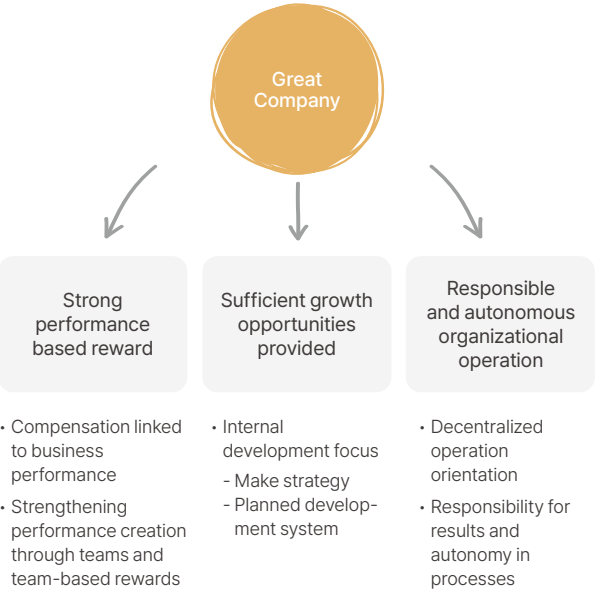 Great
Company
Strong
performance
based reward
Sufficient growth
opportunities
provided
Responsible
and autonomous
organizational
operation
• Compensation linked
to business
performance
• Strengthening
performance creation
through teams and
team-based rewards
• Internal
development focus
- Make strategy
- Planned develop-
ment system
• Decentralized
operation
orientation
• Responsibility for
results and
autonomy in
processes